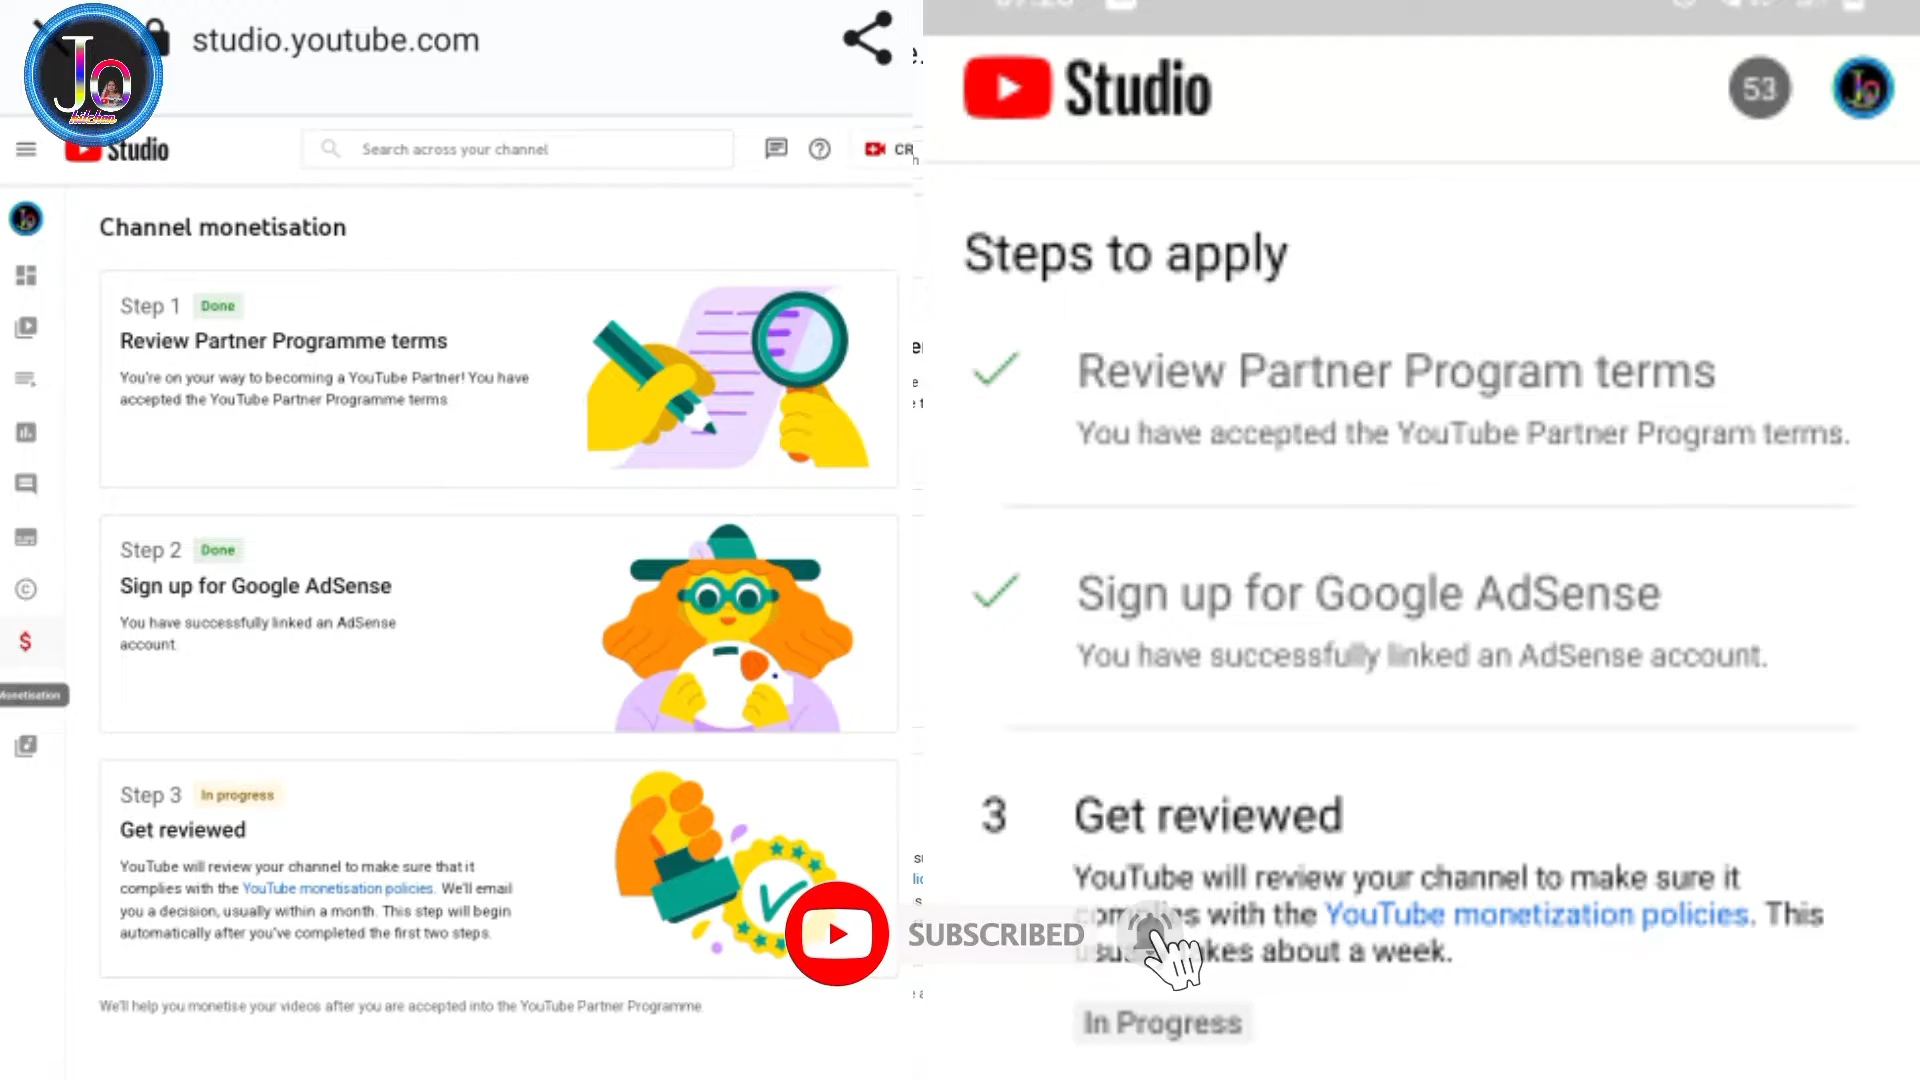 studio.youtube.com
Jo
kitchen
Studio
Search across your channel
CR
Channel monetisation
Step 1 Done
Review Partner Programme terms
You're on your way to becoming a YouTube Partner! You have
accepted the YouTube Partner Programme terms.
Step 2 Done
Sign up for Google AdSense
You have successfully linked an AdSense
account.
Monetisation
Step 3 In progress
Get reviewed
YouTube will review your channel to make sure that it
complies with the YouTube monetisation policies. We'll email
you a decision, usually within a month. This step will begin
automatically after you've completed the first two steps.
We'll help you monetise your videos after you are accepted into the YouTube Partner Programme.
Studio
53
Steps to apply
Review Partner Program terms
You have accepted the YouTube Partner Program terms.
Sign up for Google AdSense
You have successfully linked an AdSense account.
3 Get reviewed
YouTube will review your channel to make sure it
complies with the YouTube monetization policies. This
takes about a week.
In Progress
SUBSCRIBED